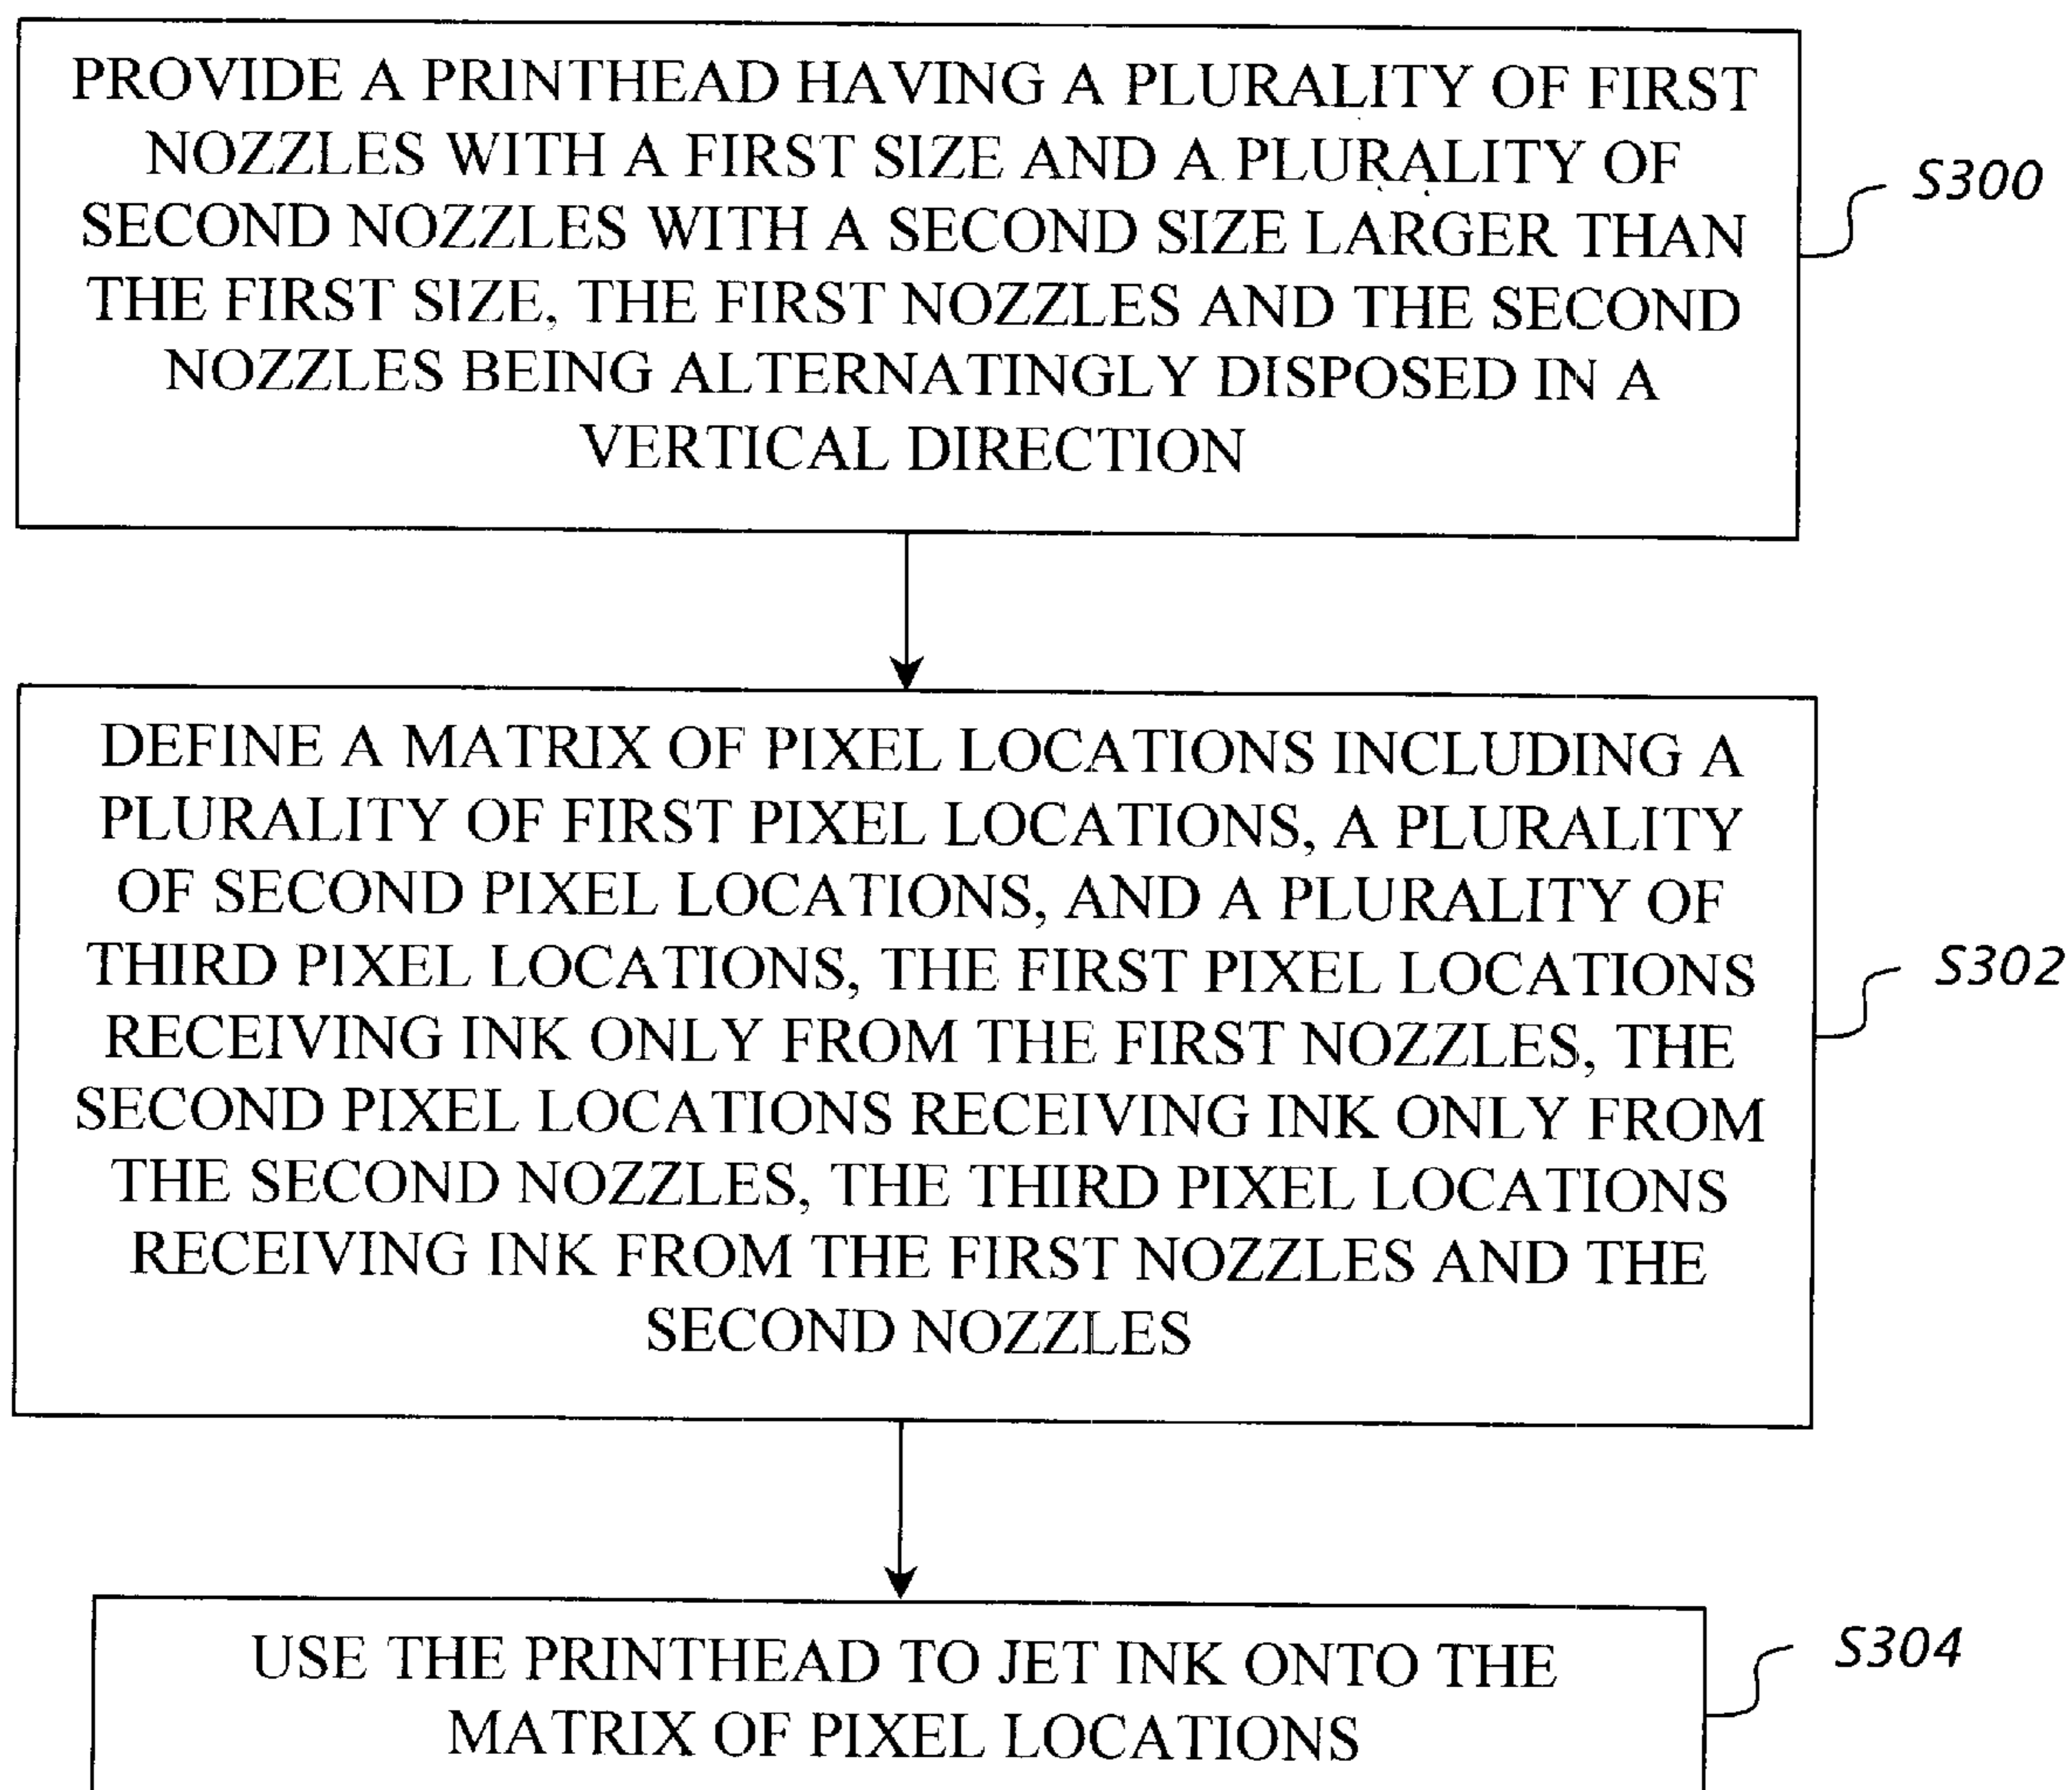 PROVIDE A PRINTHEAD HAVING A PLURALITY OF FIRST
NOZZLES WITH A FIRST SIZE AND A PLURALITY OF
SECOND NOZZLES WITH A SECOND SIZE LARGER THAN
THE FIRST SIZE, THE FIRST NOZZLES AND THE SECOND
NOZZLES BEING ALTERNATINGLY DISPOSED IN A
VERTICAL DIRECTION
S300
DEFINE A MATRIX OF PIXEL LOCATIONS INCLUDING A
PLURALITY OF FIRST PIXEL LOCATIONS, A PLURALITY
OF SECOND PIXEL LOCATIONS, AND A PLURALITY OF
THIRD PIXEL LOCATIONS, THE FIRST PIXEL LOCATIONS
RECEIVING INK ONLY FROM THE FIRST NOZZLES, THE
SECOND PIXEL LOCATIONS RECEIVING INK ONLY FROM
THE SECOND NOZZLES, THE THIRD PIXEL LOCATIONS
RECEIVING INK FROM THE FIRST NOZZLES AND THE
SECOND NOZZLES
S302
USE THE PRINTHEAD TO JET INK ONTO THE
MATRIX OF PIXEL LOCATIONS
S304